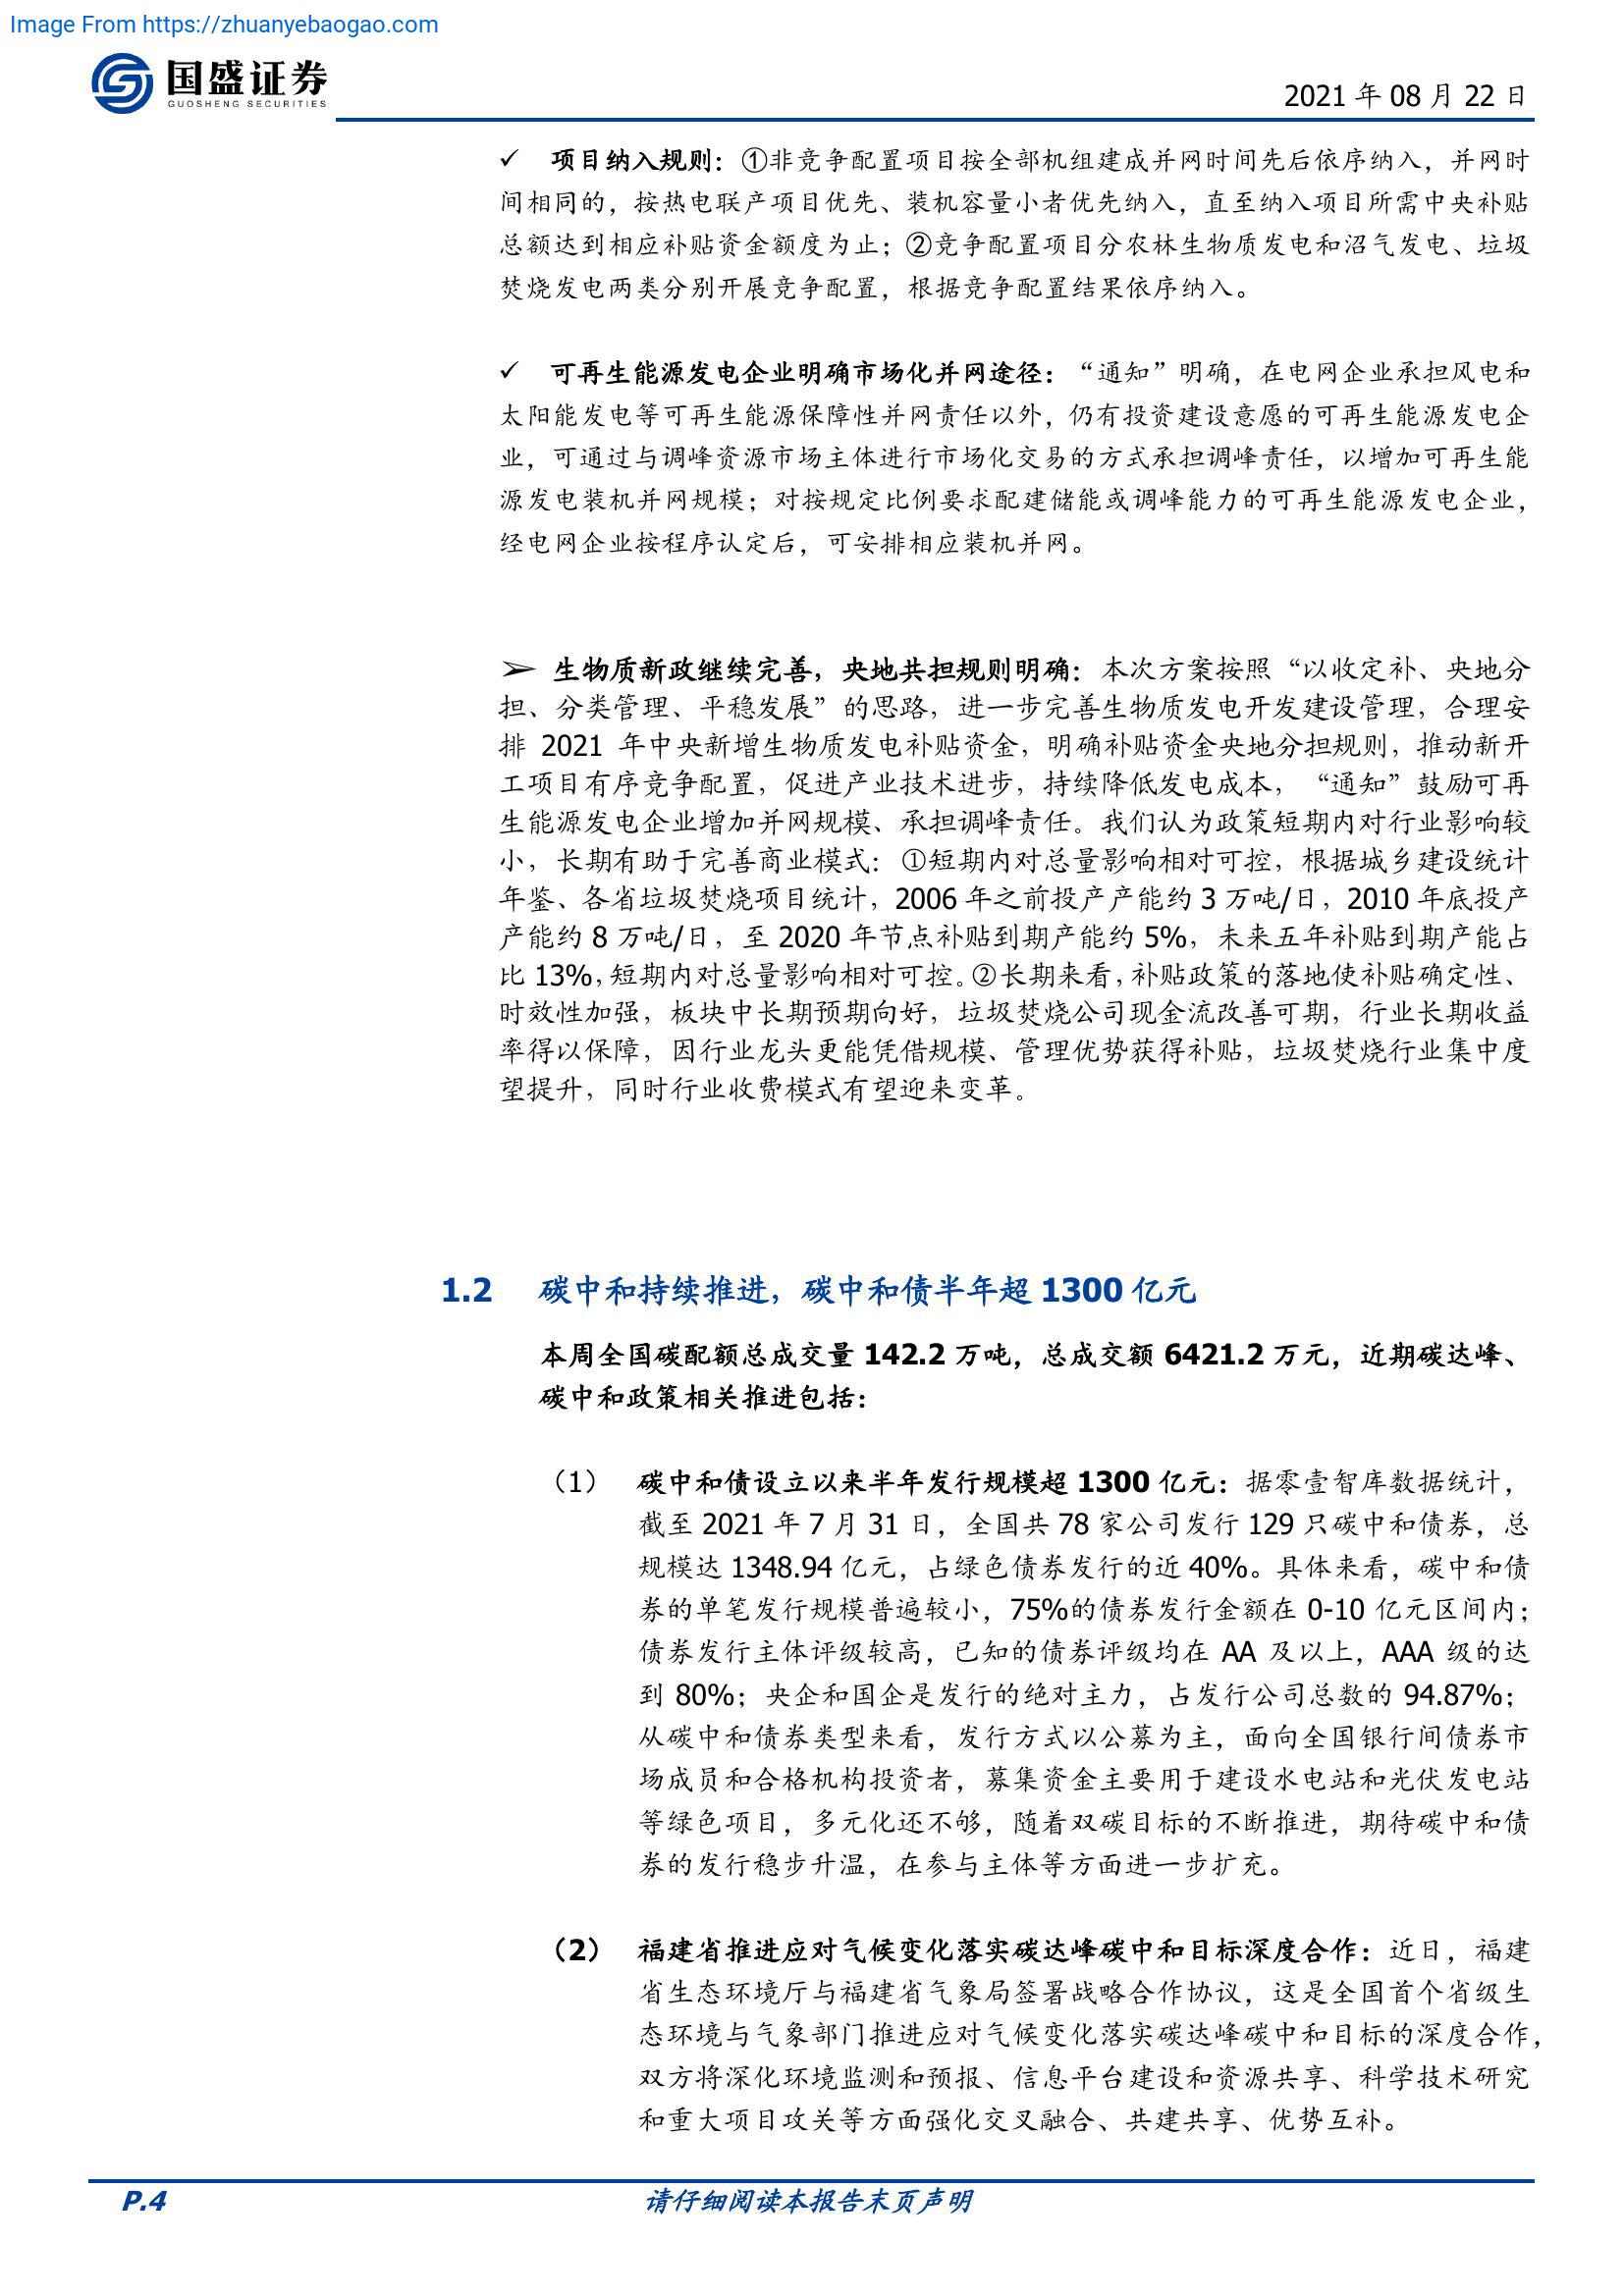 Image From https://zhuanyebaogao.com
国盛证券
GUOSHENG SECURITIES
2021 年 08 月 22 日
✓ 项目纳入规则：①非竞争配置项目按全部机组建成并网时间先后依序纳入，并网时
间相同的，按热电联产项目优先、装机容量小者优先纳入，直至纳入项目所需中央补贴
总额达到相应补贴资金额度为止；②竞争配置项目分农林生物质发电和沼气发电、垃圾
焚烧发电两类分别开展竞争配置，根据竞争配置结果依序纳入。
✓ 可再生能源发电企业明确市场化并网途径：“通知”明确，在电网企业承担风电和
太阳能发电等可再生能源保障性并网责任以外，仍有投资建设意愿的可再生能源发电企
业，可通过与调峰资源市场主体进行市场化交易的方式承担调峰责任，以增加可再生能
源发电装机并网规模；对按规定比例要求配建储能或调峰能力的可再生能源发电企业，
经电网企业按程序认定后，可安排相应装机并网。
➢ 生物质新政继续完善，央地共担规则明确：本次方案按照“以收定补、央地分
担、分类管理、平稳发展”的思路，进一步完善生物质发电开发建设管理，合理安
排 2021 年中央新增生物质发电补贴资金，明确补贴资金央地分担规则，推动新开
工项目有序竞争配置，促进产业技术进步，持续降低发电成本，“通知”鼓励可再
生能源发电企业增加并网规模、承担调峰责任。我们认为政策短期内对行业影响较
小，长期有助于完善商业模式：①短期内对总量影响相对可控，根据城乡建设统计
年鉴、各省垃圾焚烧项目统计，2006 年之前投产产能约 3 万吨/日，2010 年底投产
产能约 8 万吨/日，至 2020 年节点补贴到期产能约 5%，未来五年补贴到期产能占
比 13%，短期内对总量影响相对可控。②长期来看，补贴政策的落地使补贴确定性、
时效性加强，板块中长期预期向好，垃圾焚烧公司现金流改善可期，行业长期收益
率得以保障，因行业龙头更能凭借规模、管理优势获得补贴，垃圾焚烧行业集中度
望提升，同时行业收费模式有望迎来变革。
1.2 碳中和持续推进，碳中和债半年超 1300 亿元
本周全国碳配额总成交量 142.2 万吨，总成交额 6421.2 万元，近期碳达峰、
碳中和政策相关推进包括：
（1） 碳中和债设立以来半年发行规模超 1300 亿元：据零壹智库数据统计，
截至 2021 年 7 月 31 日，全国共 78 家公司发行 129 只碳中和债券，总
规模达 1348.94 亿元，占绿色债券发行的近 40%。具体来看，碳中和债
券的单笔发行规模普遍较小，75%的债券发行金额在 0-10 亿元区间内；
债券发行主体评级较高，已知的债券评级均在 AA 及以上，AAA 级的达
到 80%；央企和国企是发行的绝对主力，占发行公司总数的 94.87%；
从碳中和债券类型来看，发行方式以公募为主，面向全国银行间债券市
场成员和合格机构投资者，募集资金主要用于建设水电站和光伏发电站
等绿色项目，多元化还不够，随着双碳目标的不断推进，期待碳中和债
券的发行稳步升温，在参与主体等方面进一步扩充。
（2） 福建省推进应对气候变化落实碳达峰碳中和目标深度合作：近日，福建
省生态环境厅与福建省气象局签署战略合作协议，这是全国首个省级生
态环境与气象部门推进应对气候变化落实碳达峰碳中和目标的深度合作，
双方将深化环境监测和预报、信息平台建设和资源共享、科学技术研究
和重大项目攻关等方面强化交叉融合、共建共享、优势互补。
P.4
请仔细阅读本报告末页声明